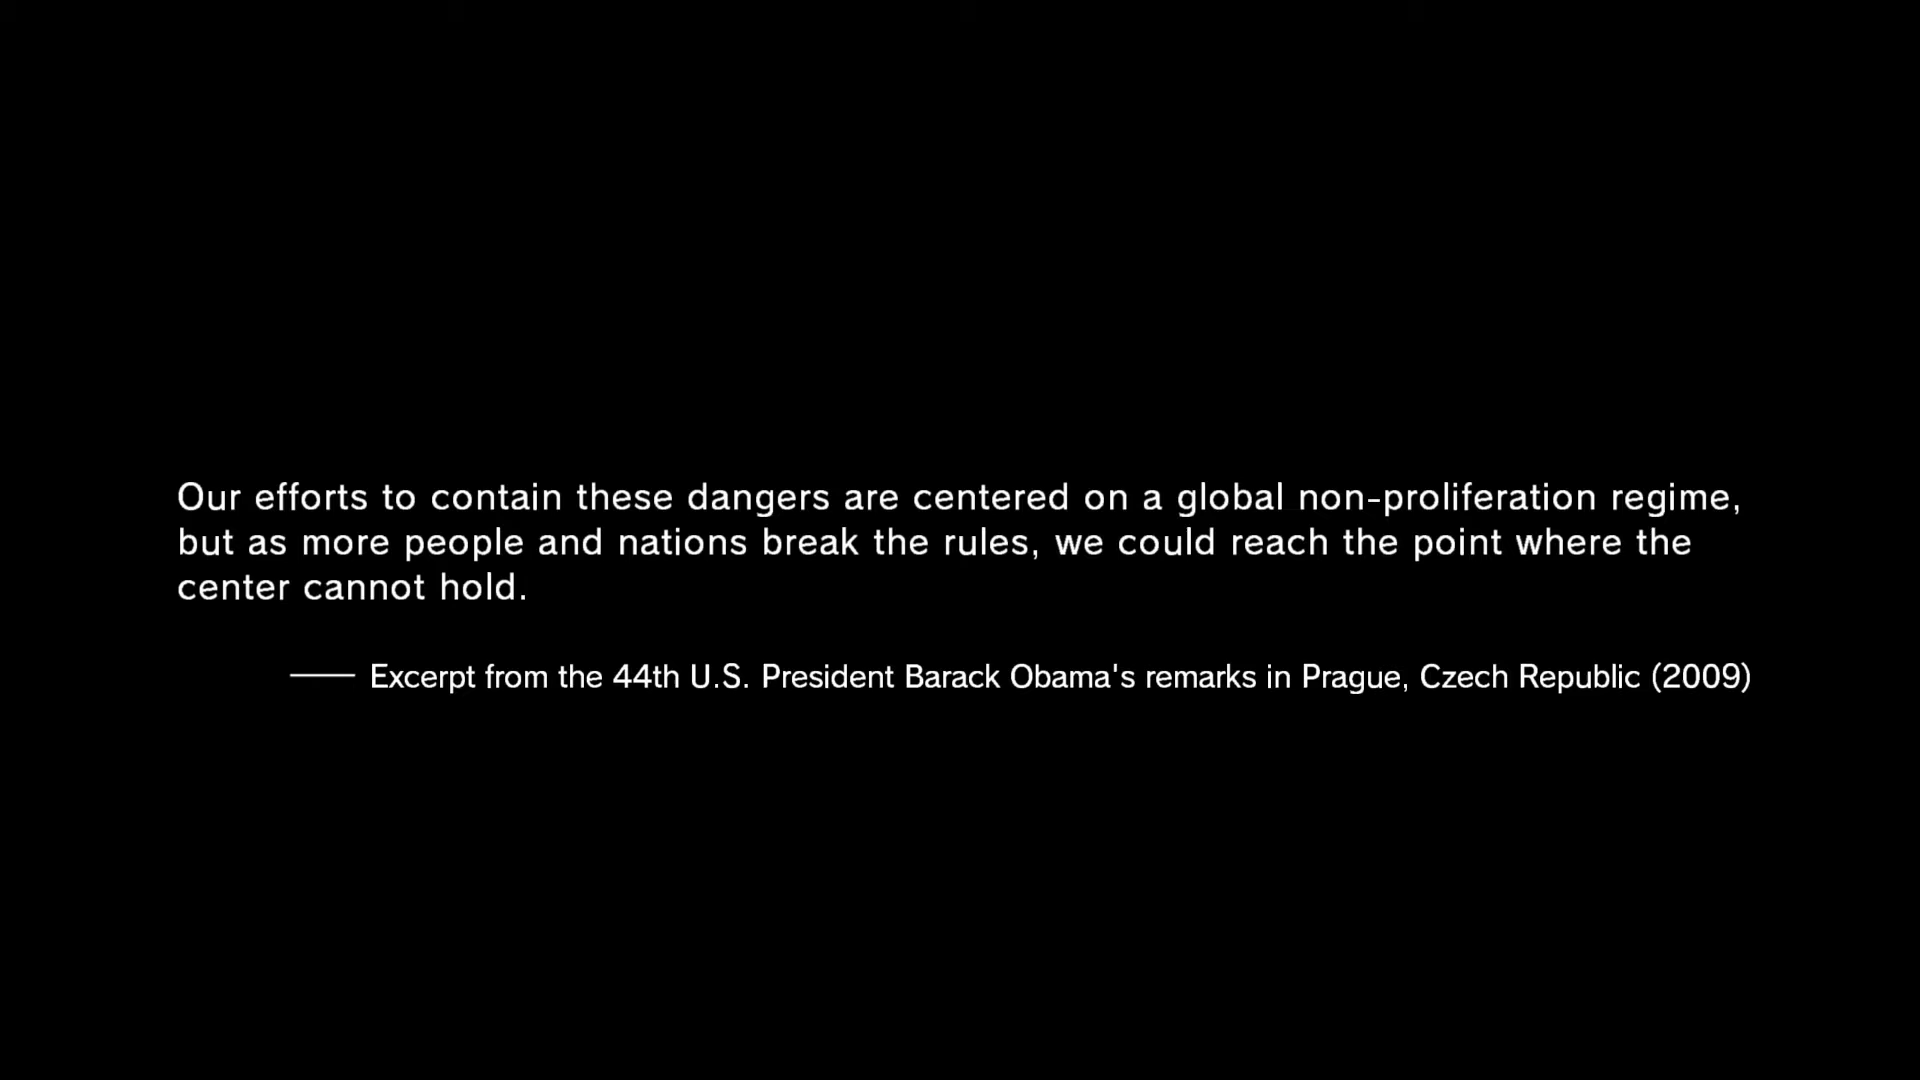 Our efforts to contain these dangers are centered on a global non-proliferation regime,
but as more people and nations break the rules, we could reach the point where the
center cannot hold.
—— Excerpt from the 44th U.S. President Barack Obama's remarks in Prague, Czech Republic (2009)